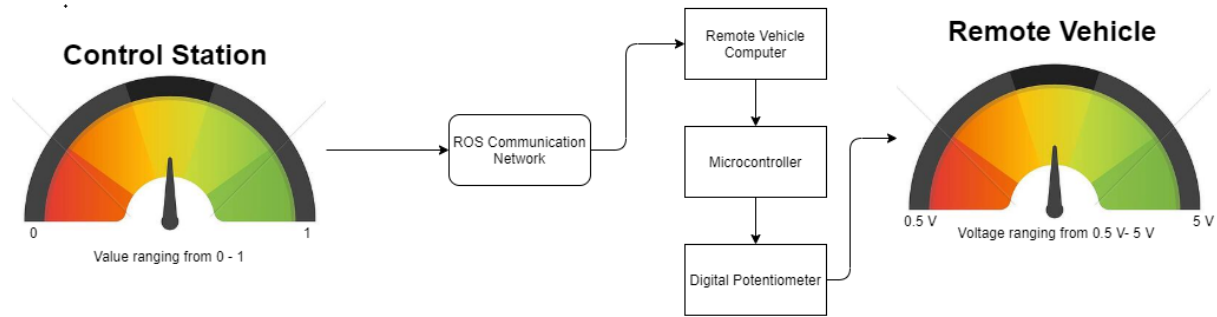 Control Station
0
1
Value ranging from 0 - 1
ROS Communication
Network
Remote Vehicle
Computer
Microcontroller
Digital Potentiometer
Remote Vehicle
0.5 V
5 V
Voltage ranging from 0.5 V- 5 V